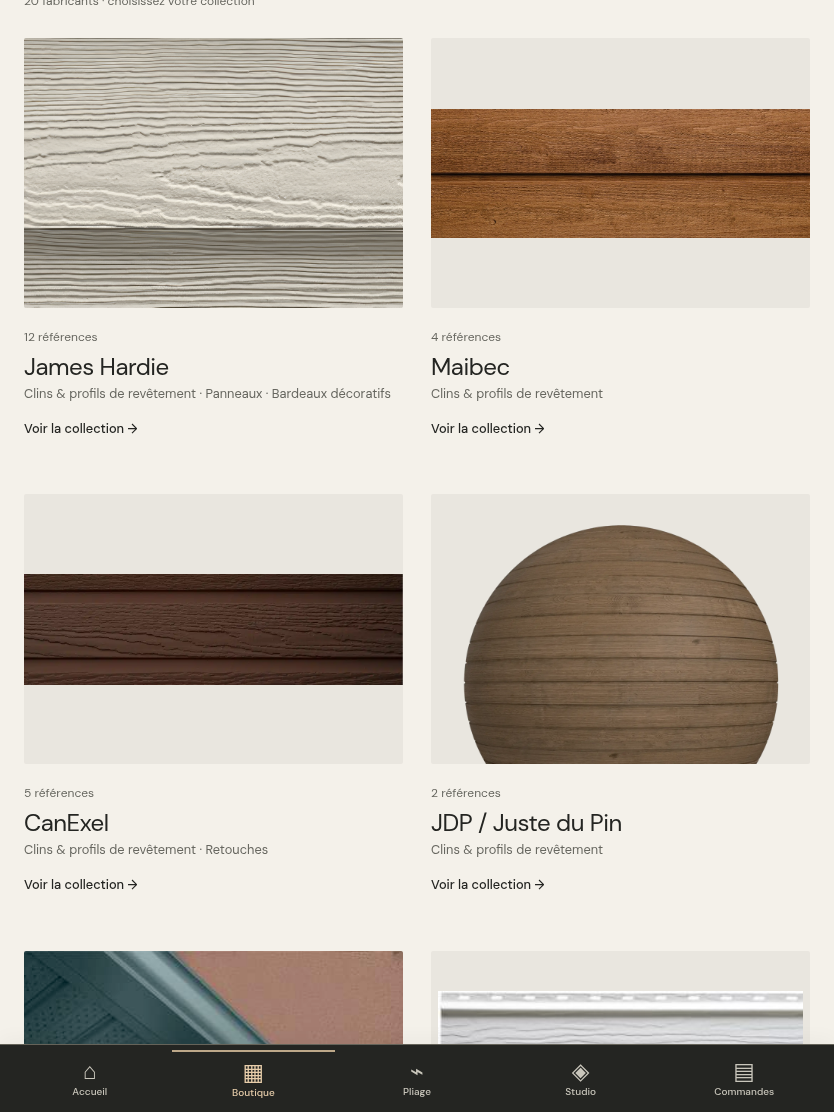 20 fabricants · choisissez votre collection
12 références
James Hardie
Clins & profils de revêtement · Panneaux · Bardeaux décoratifs
Voir la collection →
4 références
Maibec
Clins & profils de revêtement
Voir la collection →
5 références
CanExel
Clins & profils de revêtement · Retouches
Voir la collection →
2 références
JDP / Juste du Pin
Clins & profils de revêtement
Voir la collection →
Accueil
Boutique
Pliage
Studio
Commandes